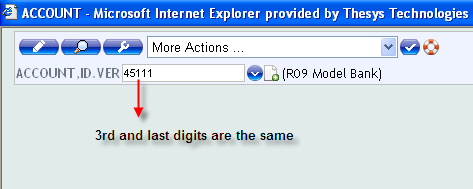 ACCOUNT - Microsoft Internet Explorer provided by Thesys Technologies
More Actions ...
ACCOUNT,ID.VER 45111 (R09 Model Bank)
3rd and last digits are the same